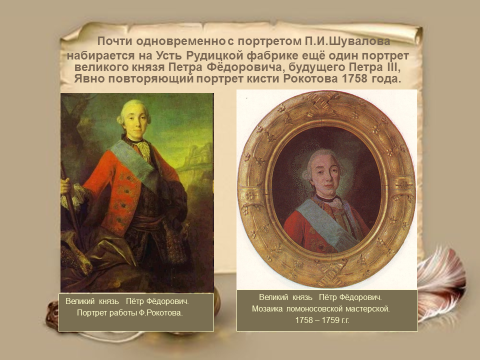 Почти одновременно с портретом П.И.Шувалова
набирается на Усть Рудицкой фабрике ещё один портрет
великого князя Петра Фёдоровича, будущего Петра III,
Явно повторяющий портрет кисти Рокотова 1758 года.
Великий князь Пётр Фёдорович.
Портрет работы Ф.Рокотова.
Великий князь Пётр Фёдорович.
Мозаика ломоносовской мастерской.
1758 – 1759 г.г.